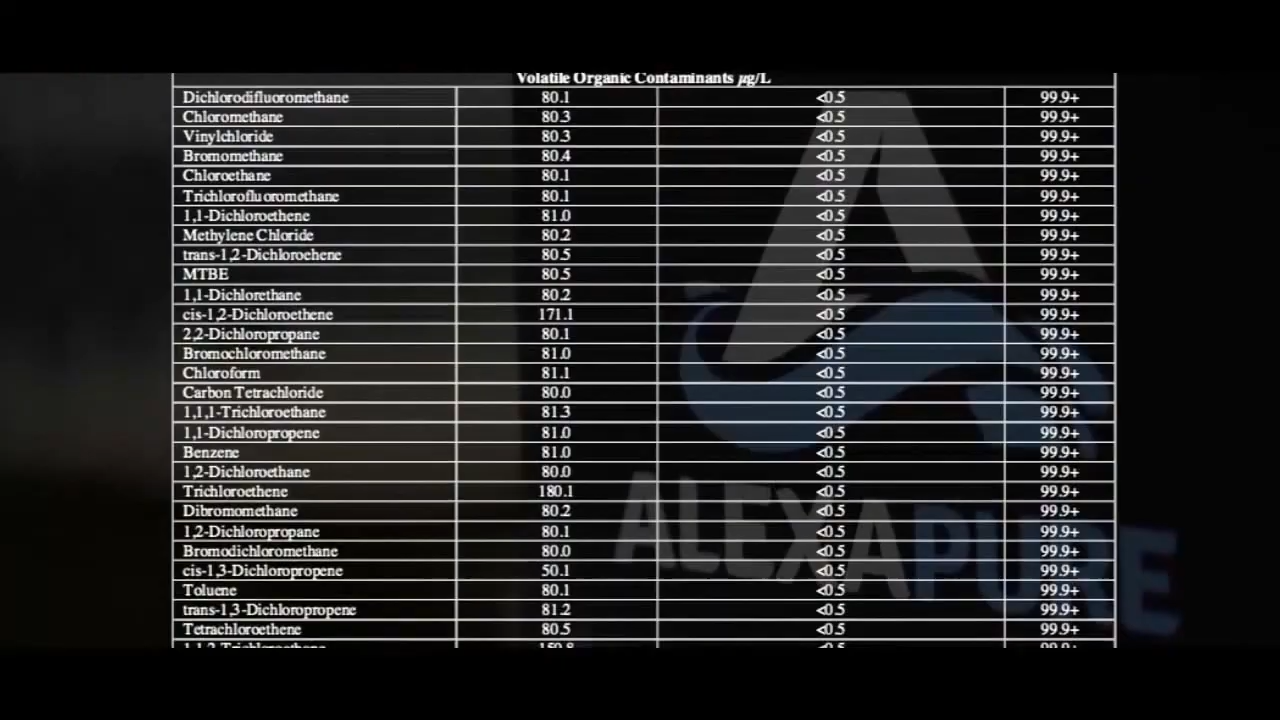 Volatile Organic Contaminants µg/L
Dichlorodifluoromethane 80.1 <0.5 99.9+
Chloromethane 80.3 <0.5 99.9+
Vinylchloride 80.3 <0.5 99.9+
Bromomethane 80.4 <0.5 99.9+
Chloroethane 80.1 <0.5 99.9+
Trichlorofluoromethane 80.1 <0.5 99.9+
1,1-Dichloroethene 81.0 <0.5 99.9+
Methylene Chloride 80.2 <0.5 99.9+
trans-1,2-Dichloroehene 80.5 <0.5 99.9+
MTBE 80.5 <0.5 99.9+
1,1-Dichlorethane 80.2 <0.5 99.9+
cis-1,2-Dichloroethene 171.1 <0.5 99.9+
2,2-Dichloropropane 80.1 <0.5 99.9+
Bromochloromethane 81.0 <0.5 99.9+
Chloroform 81.1 <0.5 99.9+
Carbon Tetrachloride 80.0 <0.5 99.9+
1,1,1-Trichloroethane 81.3 <0.5 99.9+
1,1-Dichloropropene 81.0 <0.5 99.9+
Benzene 81.0 <0.5 99.9+
1,2-Dichloroethane 80.0 <0.5 99.9+
Trichloroethene 180.1 <0.5 99.9+
Dibromomethane 80.2 <0.5 99.9+
1,2-Dichloropropane 80.1 <0.5 99.9+
Bromodichloromethane 80.0 <0.5 99.9+
cis-1,3-Dichloropropene 50.1 <0.5 99.9+
Toluene 80.1 <0.5 99.9+
trans-1,3-Dichloropropene 81.2 <0.5 99.9+
Tetrachloroethene 80.5 <0.5 99.9+
ALEXAPURE